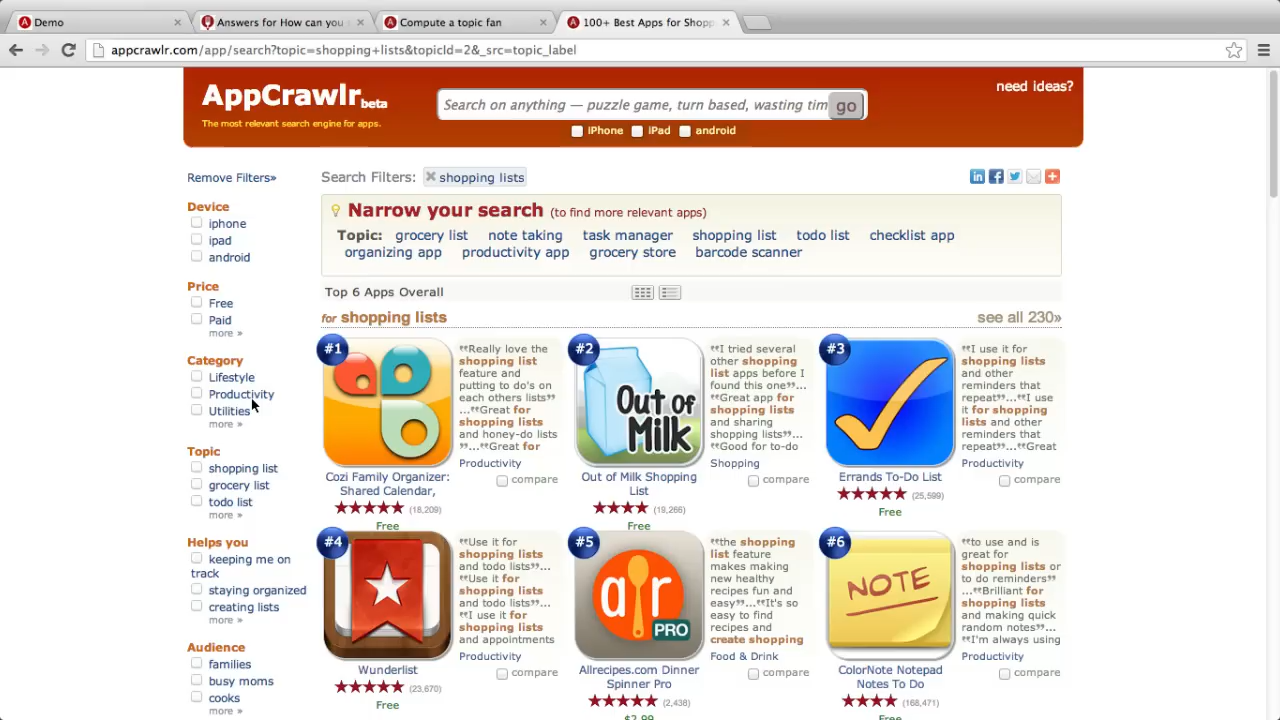 Demo
Answers for How can you
Compute a topic fan
100+ Best Apps for Shopp
appcrawlr.com/app/search?topic=shopping+lists&topicId=2&_src=topic_label
AppCrawlr beta
The most relevant search engine for apps.
Search on anything — puzzle game, turn based, wasting tim
go
iPhone iPad android
need ideas?
Remove Filters»
Device
iphone
ipad
android
Price
Free
Paid
more »
Category
Lifestyle
Productivity
Utilities
more »
Topic
shopping list
grocery list
todo list
more »
Helps you
keeping me on
track
staying organized
creating lists
more »
Audience
families
busy moms
cooks
more »
Search Filters: shopping lists
Narrow your search (to find more relevant apps)
Topic: grocery list note taking task manager shopping list todo list checklist app
organizing app productivity app grocery store barcode scanner
Top 6 Apps Overall
for shopping lists
see all 230»
#1
"Really love the
shopping list
feature and
putting to do's on
each others lists"
..."Great for
shopping lists
and honey-do lists
"..."Great for
Productivity
compare
Cozi Family Organizer:
Shared Calendar,
(18,209)
Free
#2
Out of
Milk
"I tried several
other shopping
list apps before I
found this one"...
"Great app for
shopping lists
and sharing
shopping lists"...
"Good for to-do
Shopping
compare
Out of Milk Shopping
List
(19,266)
Free
#3
"I use it for
shopping lists
and other
reminders that
repeat"..."I use
it for shopping
lists and other
reminders that
repeat"..."Great
Productivity
compare
Errands To-Do List
(25,599)
Free
#4
"Use it for
shopping lists
and todo lists"...
"Use it for
shopping lists
and todo lists"...
"I use it for
shopping lists
and appointments
Productivity
compare
Wunderlist
(23,670)
Free
#5
air
PRO
"the shopping
list feature
makes making
new healthy
recipes fun and
easy"..."It's so
easy to find
recipes and
create shopping
Food & Drink
compare
Allrecipes.com Dinner
Spinner Pro
(2,438)
$2.99
#6
NOTE
"to use and is
great for
shopping lists or
to do reminders"
..."Brilliant for
shopping lists
and making quick
random notes"...
"I'm always using
Productivity
compare
ColorNote Notepad
Notes To Do
(168,471)
Free